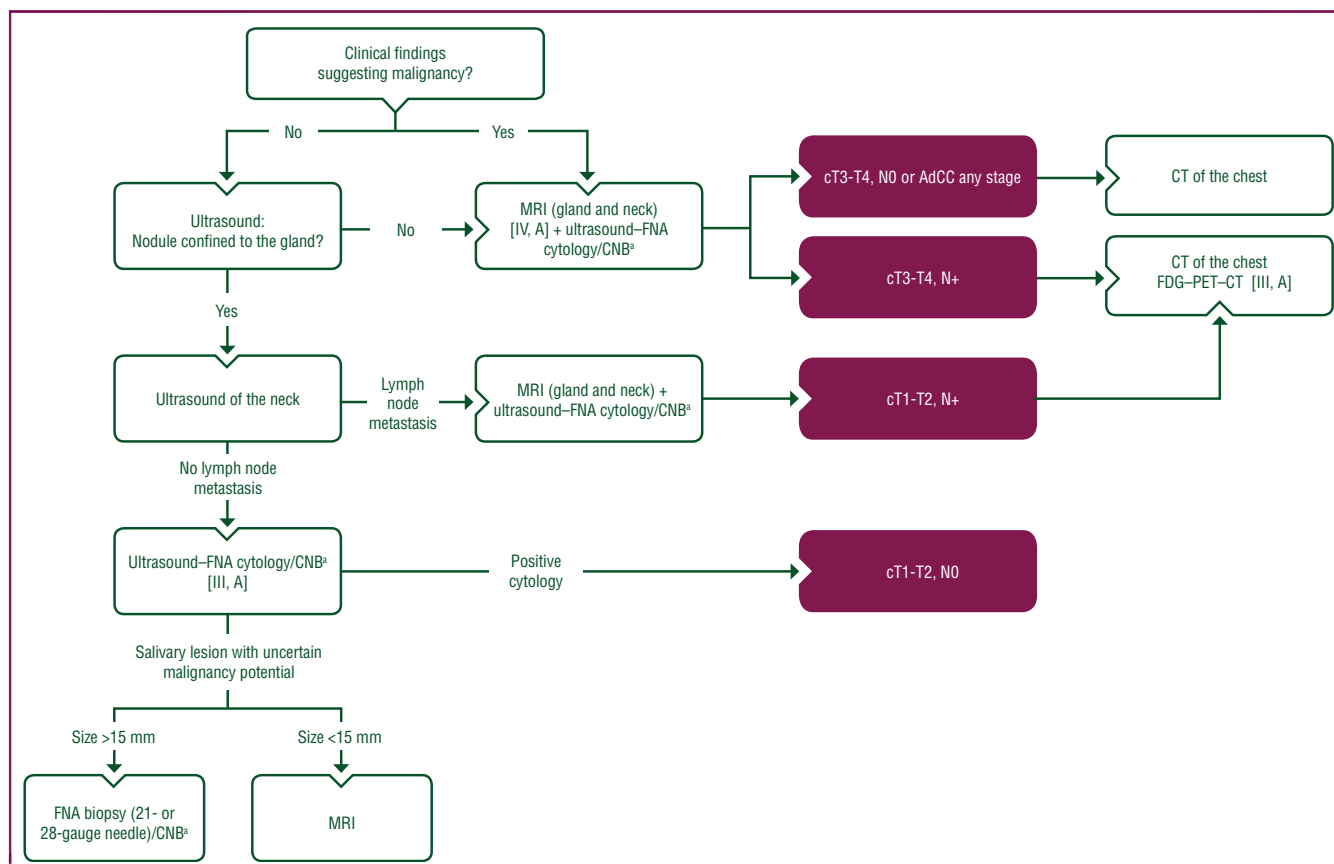 Clinical findings
suggesting malignancy?
No
Yes
Ultrasound:
Nodule confined to the gland?
No
MRI (gland and neck)
[IV, A] + ultrasound–FNA
cytology/CNBª
cT3-T4, N0 or AdCC any stage
CT of the chest
cT3-T4, N+
CT of the chest
FDG–PET–CT [III, A]
Yes
Ultrasound of the neck
Lymph
node
metastasis
MRI (gland and neck) +
ultrasound–FNA cytology/CNBª
cT1-T2, N+
No lymph node
metastasis
Ultrasound–FNA cytology/CNBª
[III, A]
Positive
cytology
cT1-T2, N0
Salivary lesion with uncertain
malignancy potential
Size >15 mm
Size <15 mm
FNA biopsy (21- or
28-gauge needle)/CNBª
MRI